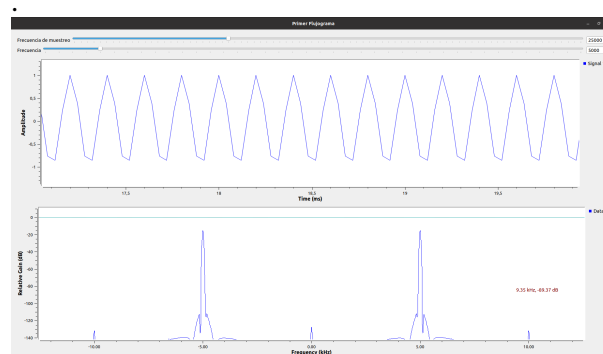 Primer Plujograma
Frecuencia de muestreo
25000
Frecuencia
5000
Signal
Amplitude
1
0,5
0
-0,5
-1
17.5
18
18.5
19
19.5
Time (ms)
Data
Relative Gain (dB)
0
-20
-40
-60
-80
-100
-120
-140
9.35 kHz, -89.37 dB
-10.00
-5.00
0.00
5.00
10.00
Frequency (kHz)